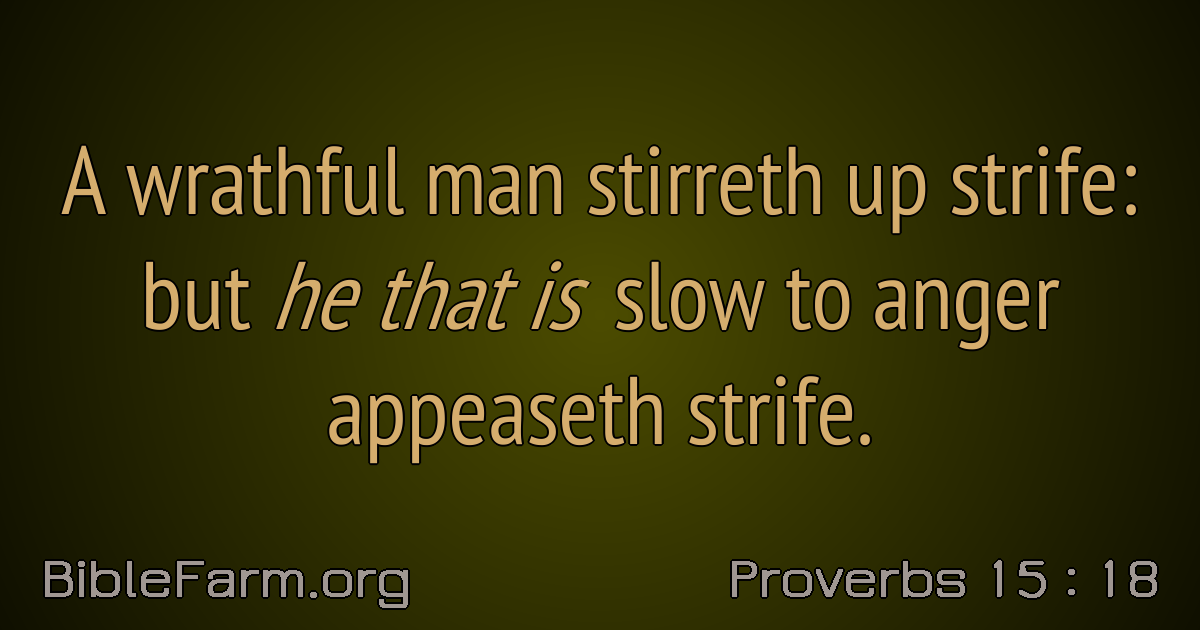 A wrathful man stirreth up strife:
but he that is slow to anger
appeaseth strife.
BibleFarm.org
Proverbs 15 : 18